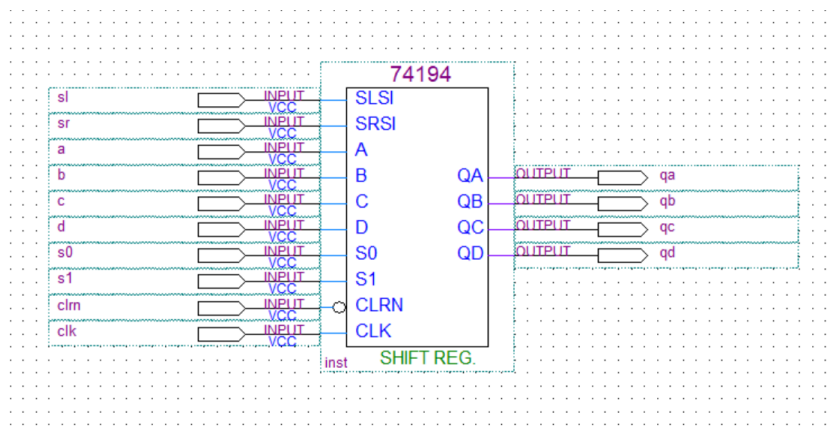 74194
sl INPUT VCC SLSI
sr INPUT VCC SRSI
a INPUT VCC A
b INPUT VCC B QA OUTPUT qa
c INPUT VCC C QB OUTPUT qb
d INPUT VCC D QC OUTPUT qc
s0 INPUT VCC S0 QD OUTPUT qd
s1 INPUT VCC S1
clrn INPUT VCC CLRN
clk INPUT VCC CLK
inst SHIFT REG.